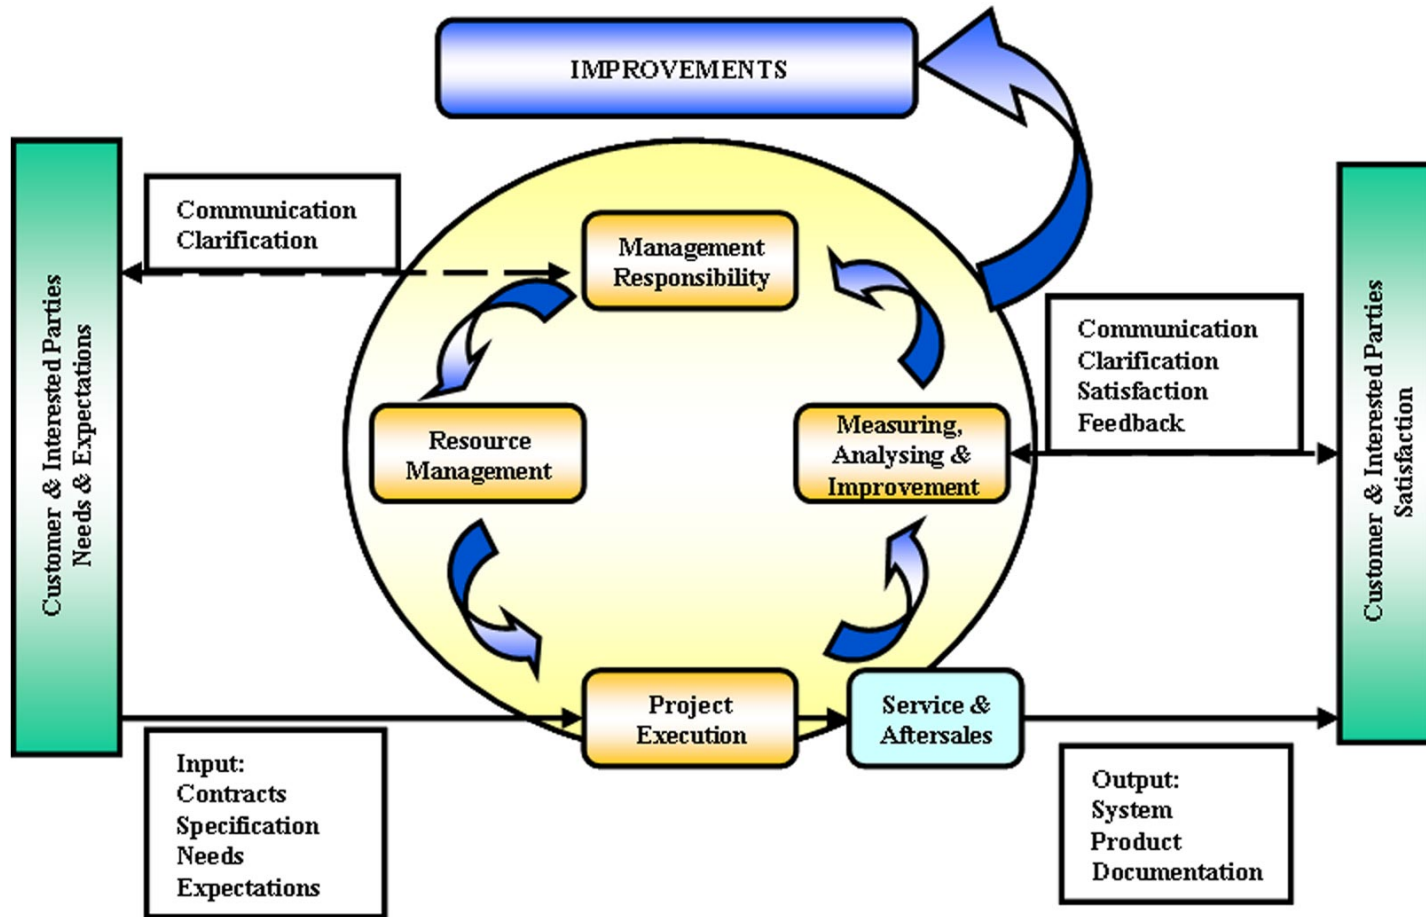 IMPROVEMENTS
Customer & Interested Parties
Needs & Expectations
Communication
Clarification
Management
Responsibility
Resource
Management
Measuring,
Analysing &
Improvement
Communication
Clarification
Satisfaction
Feedback
Customer & Interested Parties
Satisfaction
Project
Execution
Service &
Aftersales
Input:
Contracts
Specification
Needs
Expectations
Output:
System
Product
Documentation